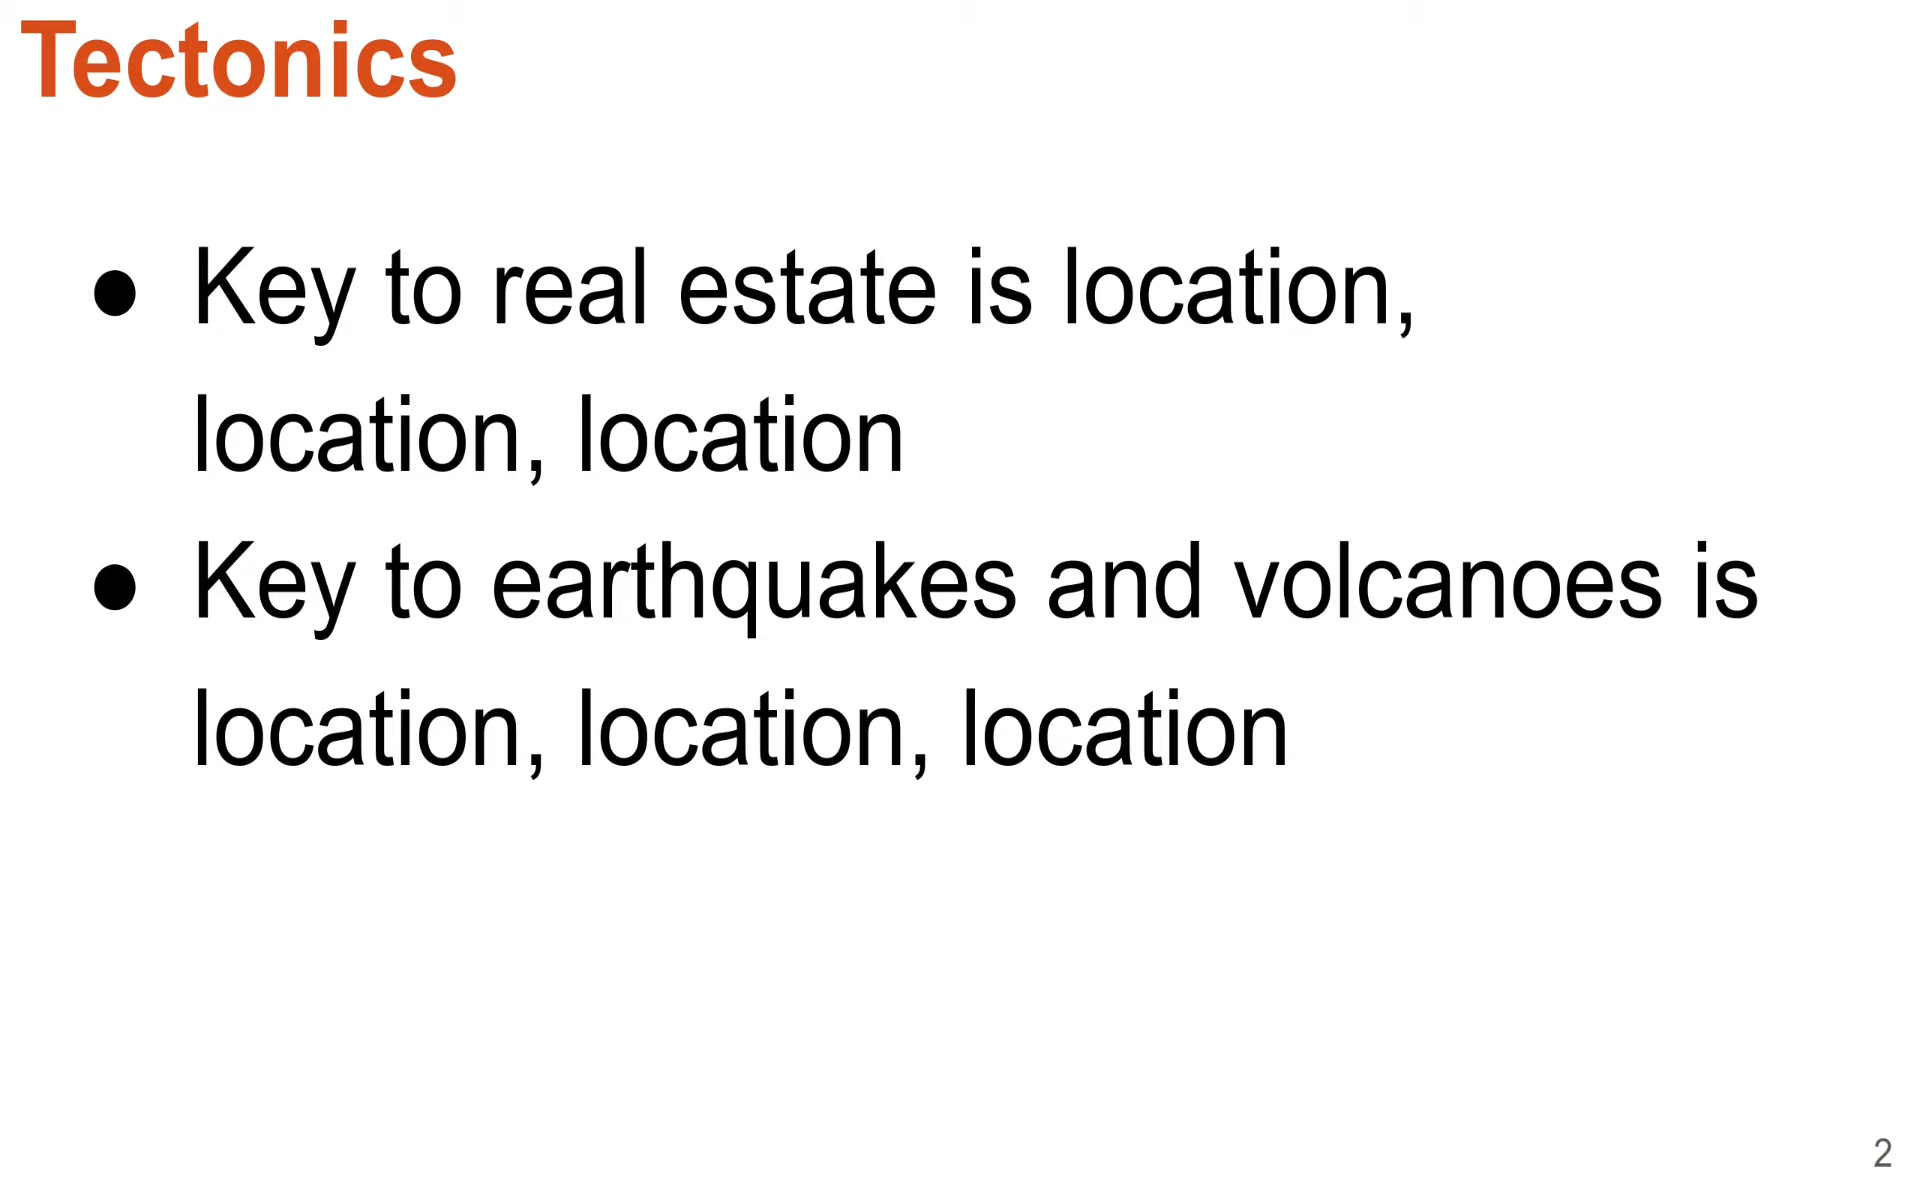 Tectonics
● Key to real estate is location,
location, location
● Key to earthquakes and volcanoes is
location, location, location
2